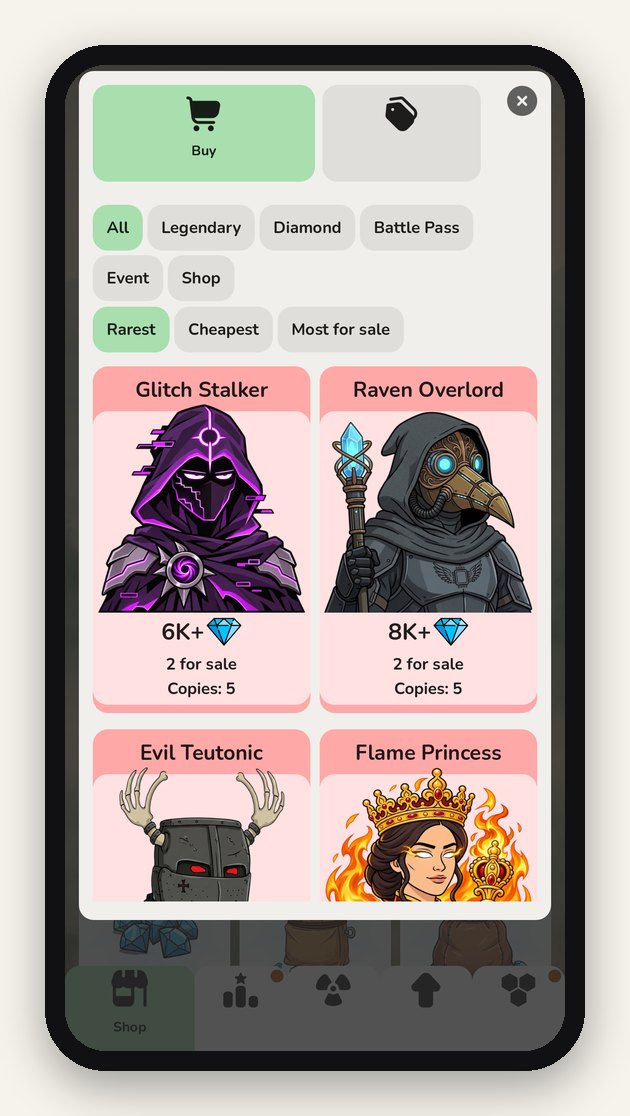 Buy
All Legendary Diamond Battle Pass
Event Shop
Rarest Cheapest Most for sale
Glitch Stalker Raven Overlord
6K+ 8K+
2 for sale 2 for sale
Copies: 5 Copies: 5
Evil Teutonic Flame Princess
Shop